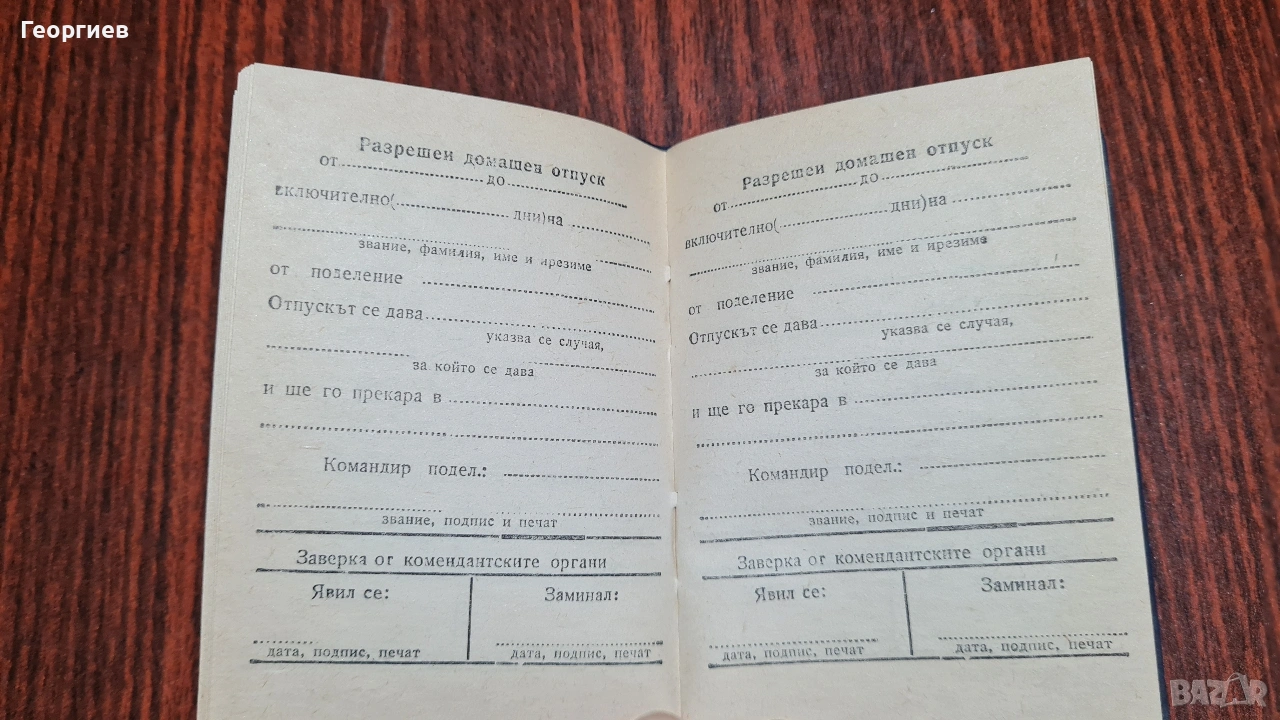 Георгиев
Разрешен домашен отпуск
от до
включително( дни)на
звание, фамилия, име и презиме
от поделение
Отпускът се дава
указва се случая,
за който се дава
и ще го прекара в
Командир подел.:
звание, подпис и печат
Заверка от комендантските органи
Явил се: Заминал:
дата, подпис, печат дата, подпис, печат
Разрешен домашен отпуск
от до
включително( дни)на
звание, фамилия, име и презиме
от поделение
Отпускът се дава
указва се случая,
за който се дава
и ще го прекара в
Командир подел.:
звание, подпис и печат
Заверка от комендантските органи
Явил се: Заминал:
дата, подпис, печат дата, подпис, печат
BAZAR